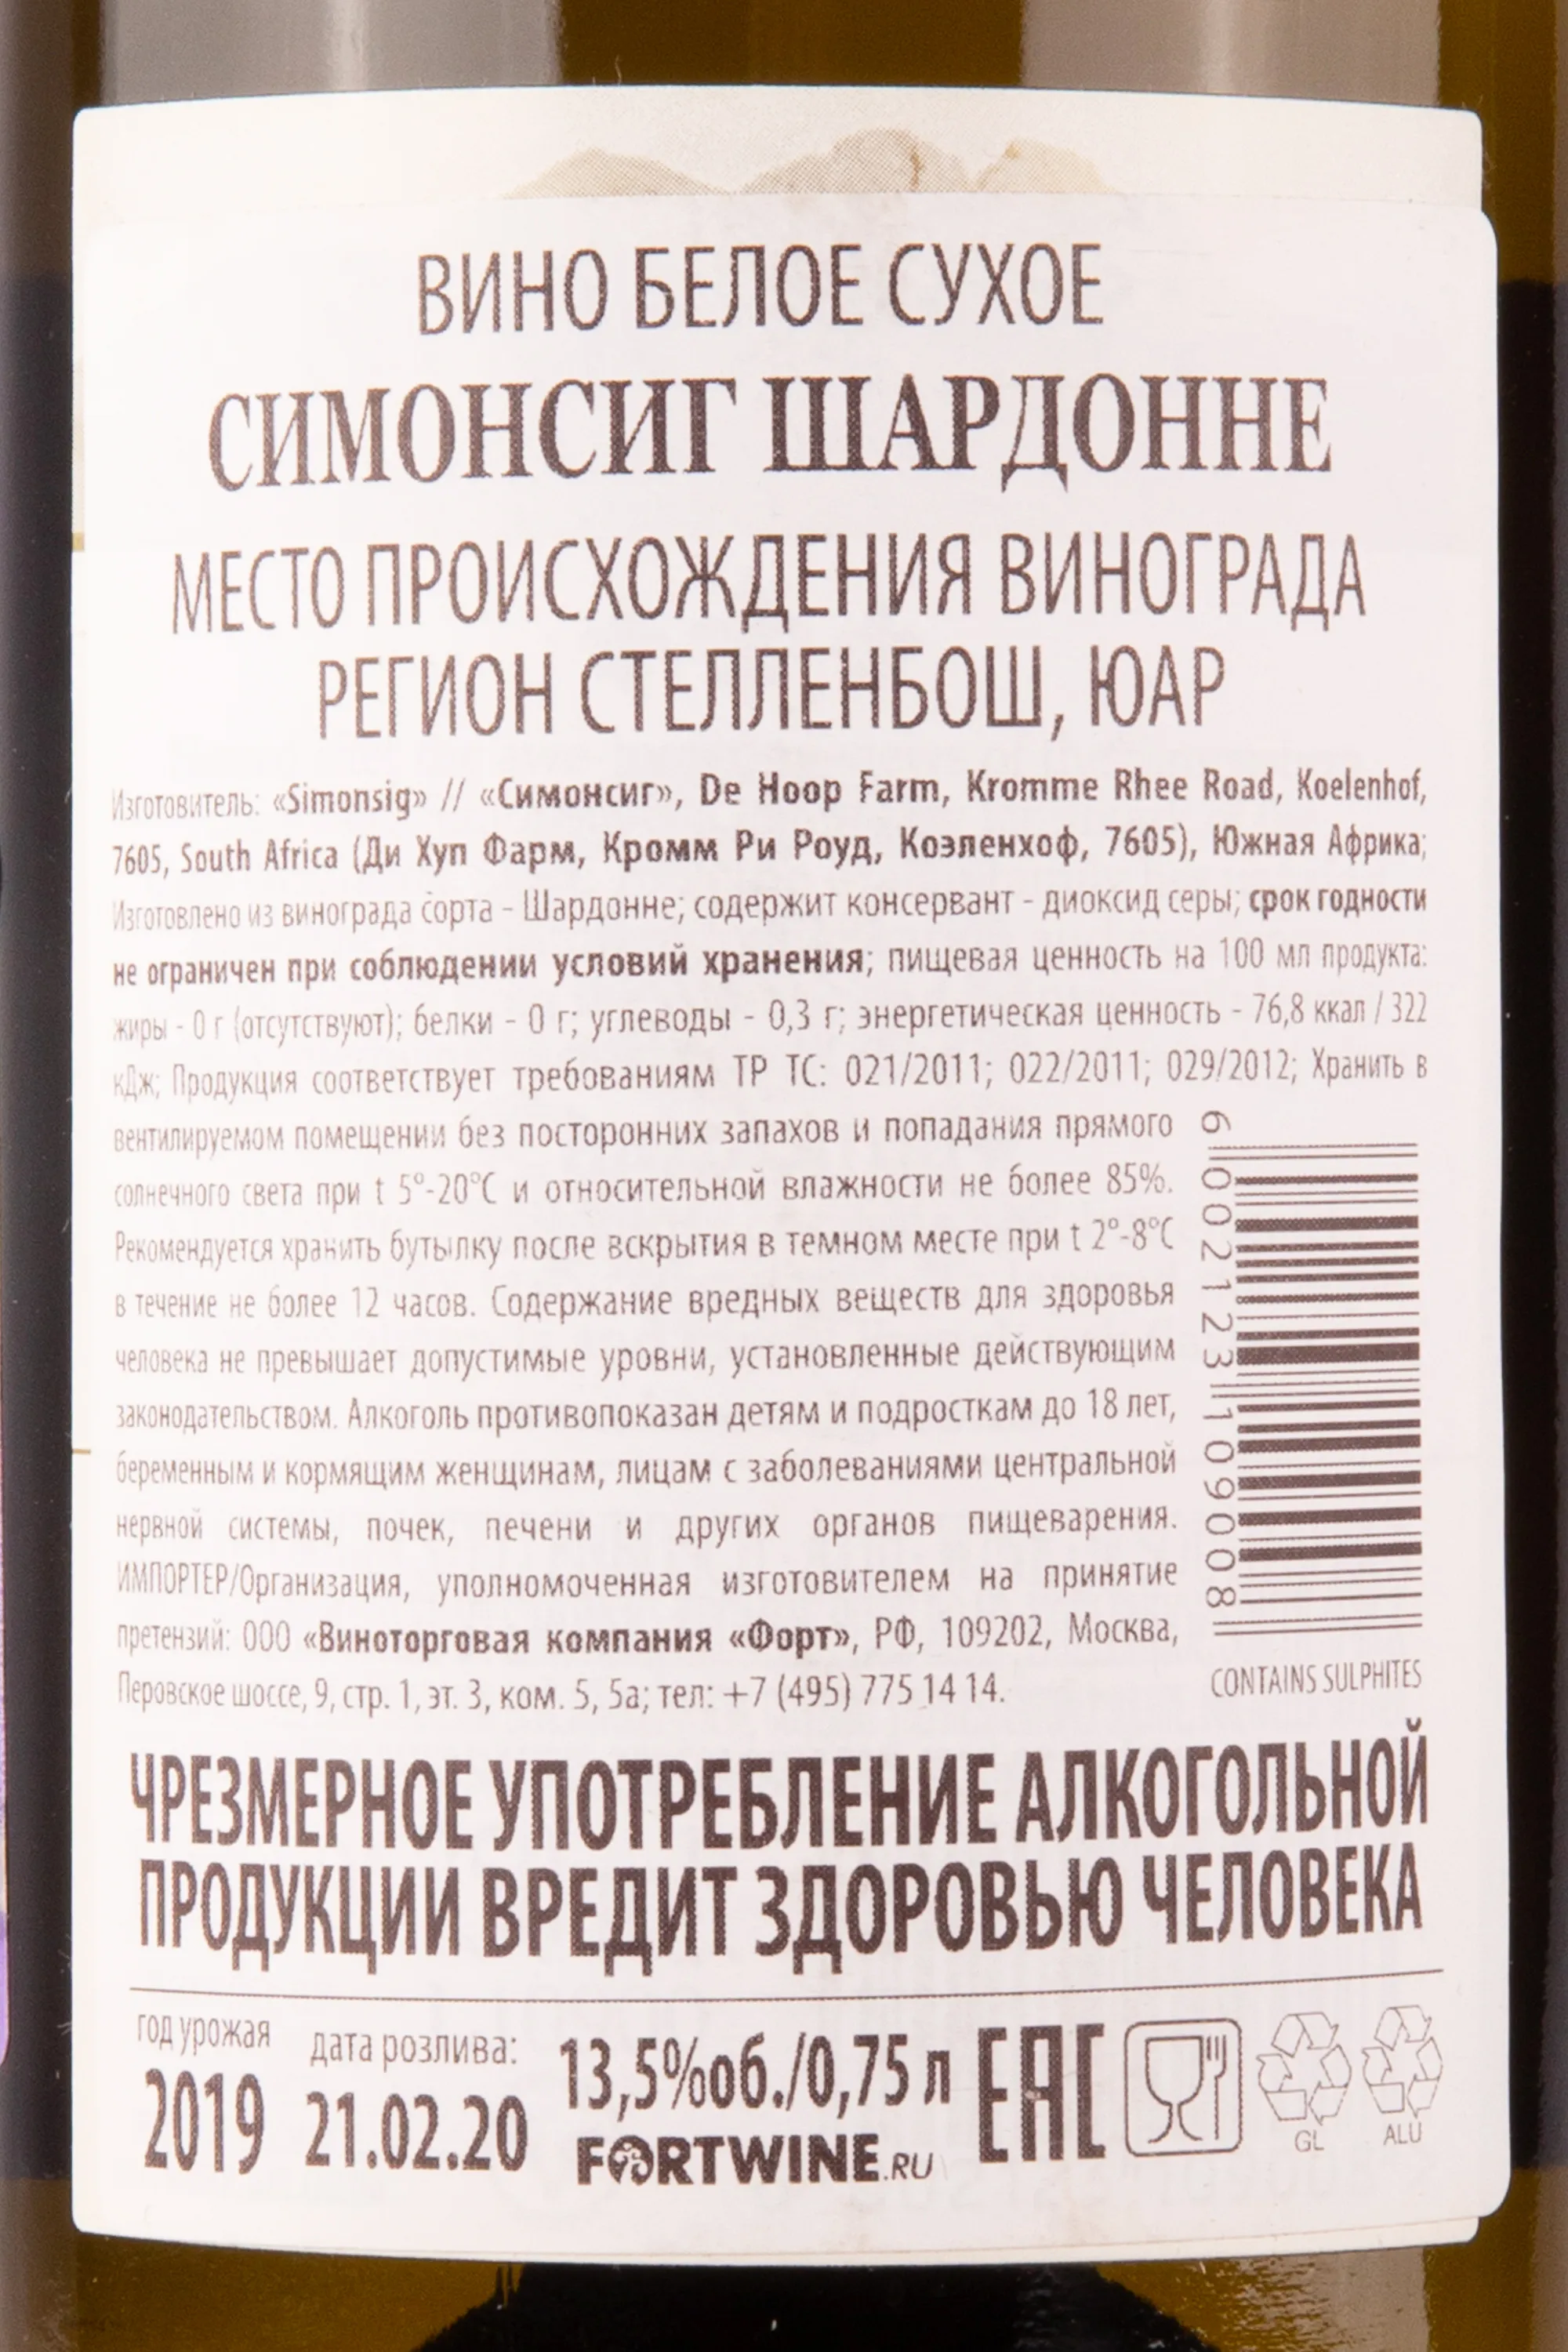 ВИНО БЕЛОЕ СУХОЕ
СИМОНСИГ ШАРДОННЕ
МЕСТО ПРОИСХОЖДЕНИЯ ВИНОГРАДА
РЕГИОН СТЕЛЛЕНБОШ, ЮАР
Изготовитель: «Simonsig» // «Симонсиг», De Hoop Farm, Kromme Rhee Road, Koelenhof,
7605, South Africa (Ди Хуп Фарм, Кромм Ри Роуд, Коэленхоф, 7605), Южная Африка;
Изготовлено из винограда сорта - Шардонне; содержит консервант - диоксид серы; срок годности
не ограничен при соблюдении условий хранения; пищевая ценность на 100 мл продукта:
жиры - 0 г (отсутствуют); белки - 0 г; углеводы - 0,3 г; энергетическая ценность - 76,8 ккал / 322
кДж; Продукция соответствует требованиям ТР ТС: 021/2011; 022/2011; 029/2012; Хранить в
вентилируемом помещении без посторонних запахов и попадания прямого
солнечного света при t 5°-20°C и относительной влажности не более 85%.
Рекомендуется хранить бутылку после вскрытия в темном месте при t 2°-8°C
в течение не более 12 часов. Содержание вредных веществ для здоровья
человека не превышает допустимые уровни, установленные действующим
законодательством. Алкоголь противопоказан детям и подросткам до 18 лет,
беременным и кормящим женщинам, лицам с заболеваниями центральной
нервной системы, почек, печени и других органов пищеварения.
ИМПОРТЕР/Организация, уполномоченная изготовителем на принятие
претензий: ООО «Виноторговая компания «Форт», РФ, 109202, Москва,
Перовское шоссе, 9, стр. 1, эт. 3, ком. 5, 5а; тел: +7 (495) 775 14 14.
6 002123 109008
CONTAINS SULPHITES
ЧРЕЗМЕРНОЕ УПОТРЕБЛЕНИЕ АЛКОГОЛЬНОЙ
ПРОДУКЦИИ ВРЕДИТ ЗДОРОВЬЮ ЧЕЛОВЕКА
год урожая
2019
дата розлива:
21.02.20
13,5%об./0,75 л
FORTWINE.RU
EAC
GL
ALU